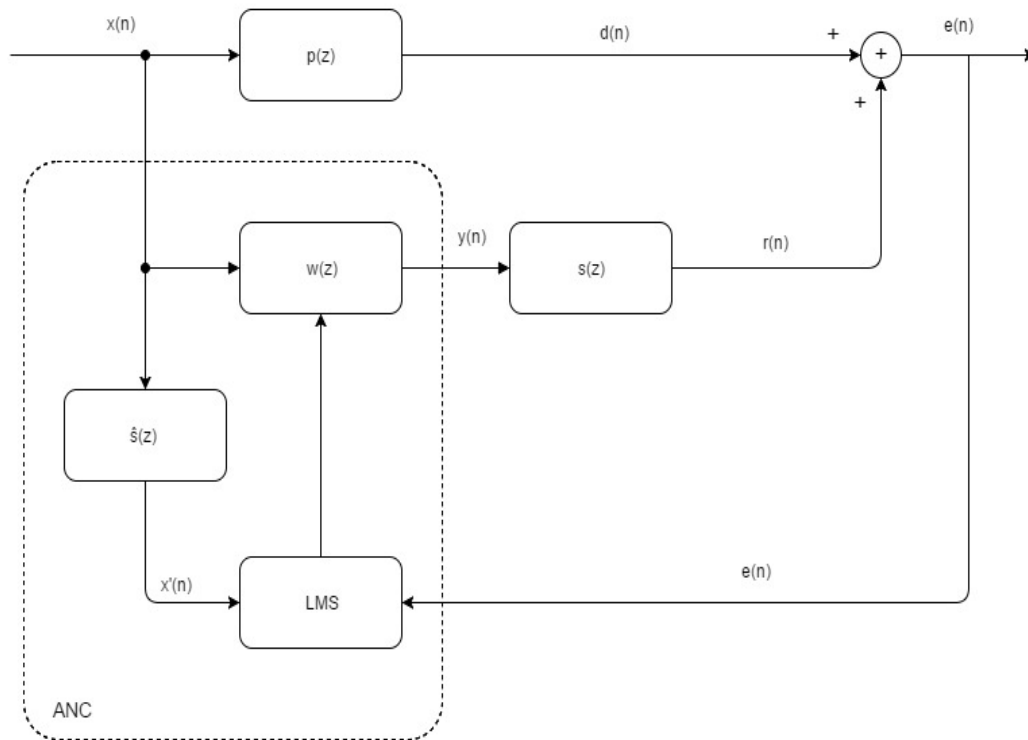 x(n)
p(z)
d(n)
+
+
e(n)
+
w(z)
y(n)
s(z)
r(n)
ŝ(z)
x'(n)
LMS
e(n)
ANC